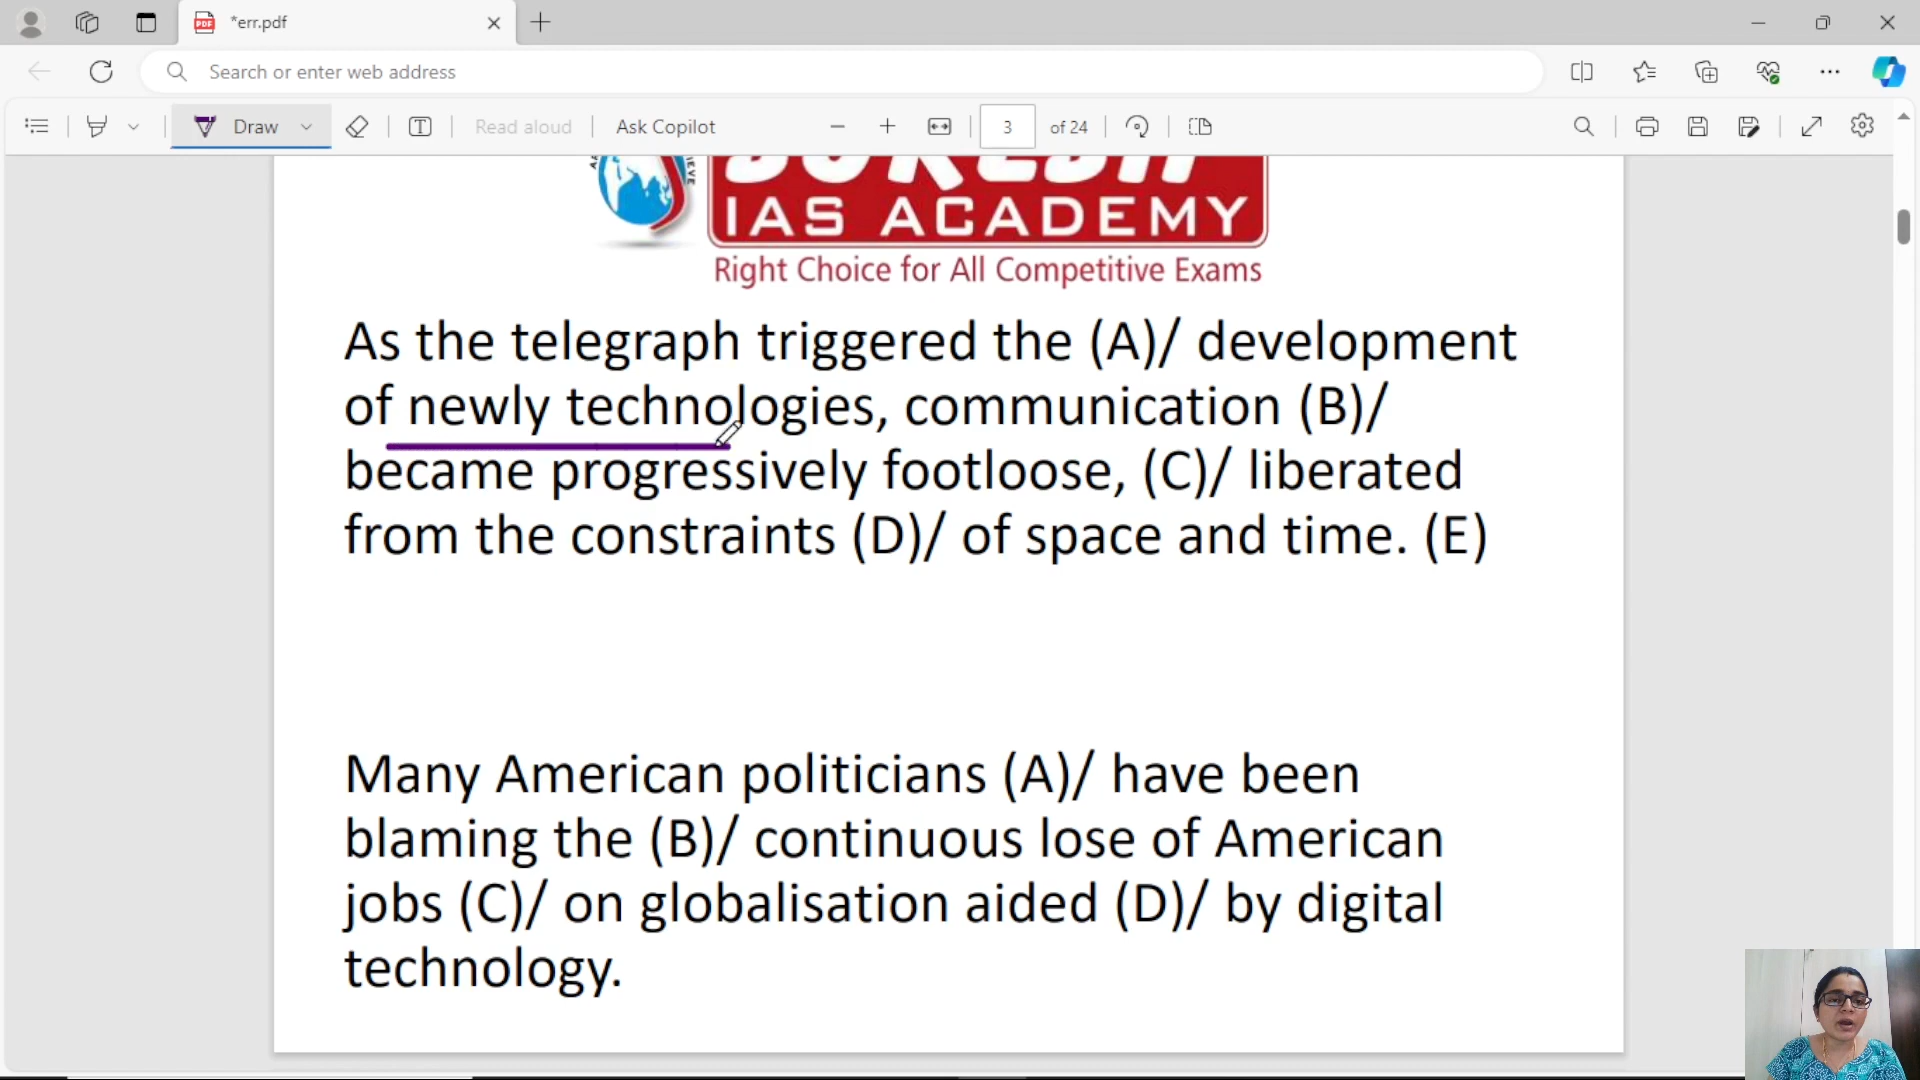 *err.pdf
Search or enter web address
Draw
Read aloud
Ask Copilot
3 of 24
IAS ACADEMY
Right Choice for All Competitive Exams
As the telegraph triggered the (A)/ development
of newly technologies, communication (B)/
became progressively footloose, (C)/ liberated
from the constraints (D)/ of space and time. (E)
Many American politicians (A)/ have been
blaming the (B)/ continuous lose of American
jobs (C)/ on globalisation aided (D)/ by digital
technology.